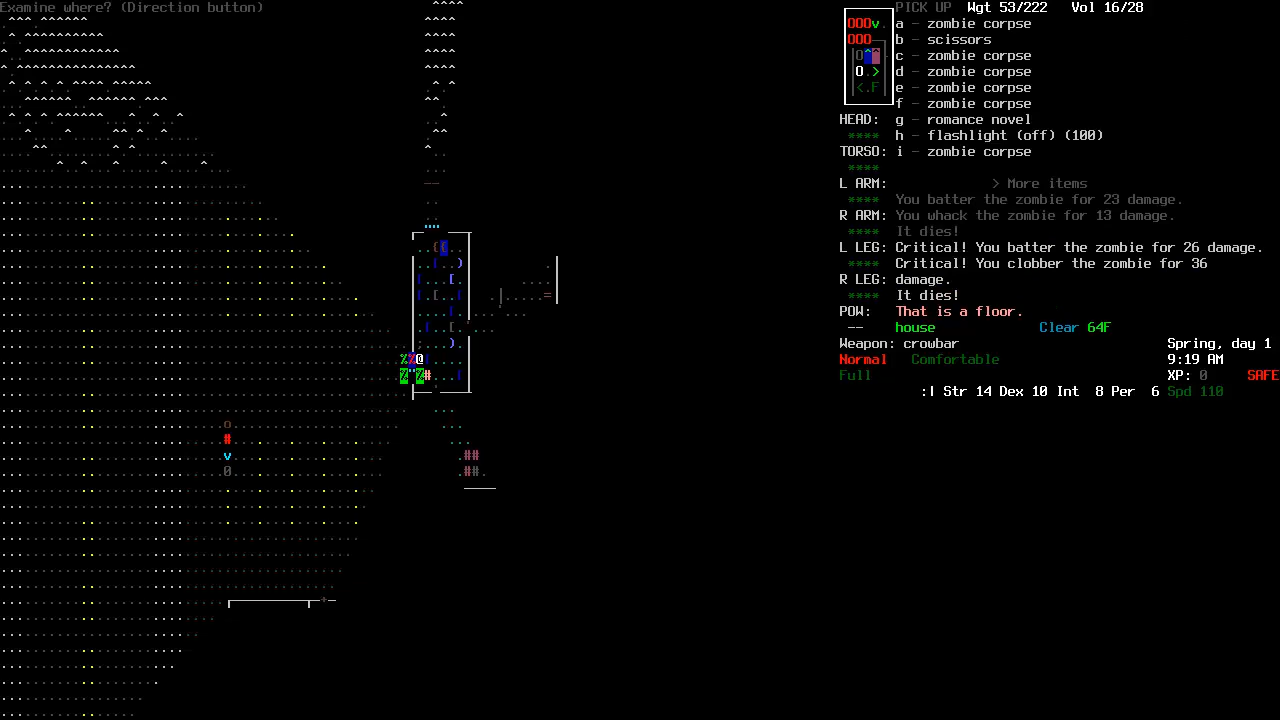 Examine where? (Direction button)
PICK UP Wgt 53/222 Vol 16/28
a - zombie corpse
b - scissors
c - zombie corpse
d - zombie corpse
e - zombie corpse
f - zombie corpse
HEAD: g - romance novel
**** h - flashlight (off) (100)
TORSO: i - zombie corpse
****
L ARM: > More items
**** You batter the zombie for 23 damage.
R ARM: You whack the zombie for 13 damage.
**** It dies!
L LEG: Critical! You batter the zombie for 26 damage.
**** Critical! You clobber the zombie for 36
R LEG: damage.
**** It dies!
POW: That is a floor.
-- house Clear 64F
Weapon: crowbar Spring, day 1
Normal Comfortable 9:19 AM
Full XP: 0 SAFE
:| Str 14 Dex 10 Int 8 Per 6 Spd 110